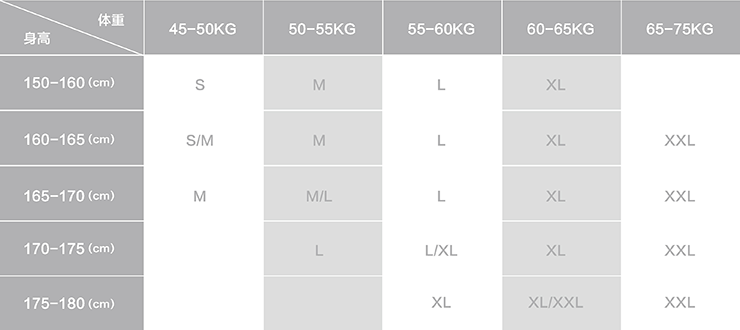 体重
身高
45-50KG 50-55KG 55-60KG 60-65KG 65-75KG
150-160(cm) S M L XL
160-165(cm) S/M M L XL XXL
165-170(cm) M M/L L XL XXL
170-175(cm) L L/XL XL XXL
175-180(cm) XL XL/XXL XXL